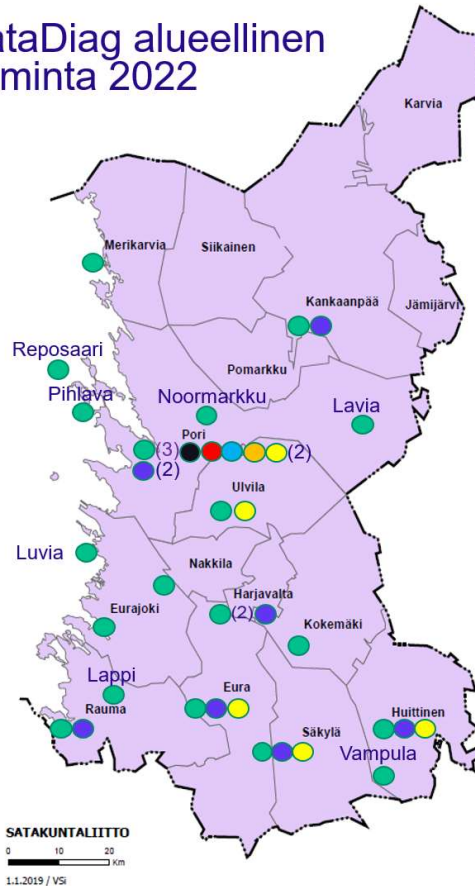 ataDiag alueellinen
minta 2022
Karvia
Merikarvia
Siikainen
Kankaanpää
Jämijärvi
Reposaari
Pomarkku
Pihlava
Noormarkku
Lavia
Pori
(3)
(2)
(2)
Ulvila
Luvia
Nakkila
Harjavalta
(2)
Eurajoki
Kokemäki
Lappi
Eura
Rauma
Huittinen
Säkylä
Vampula
SATAKUNTALIITTO
0 10 20
Km
1.1.2019 / VSi